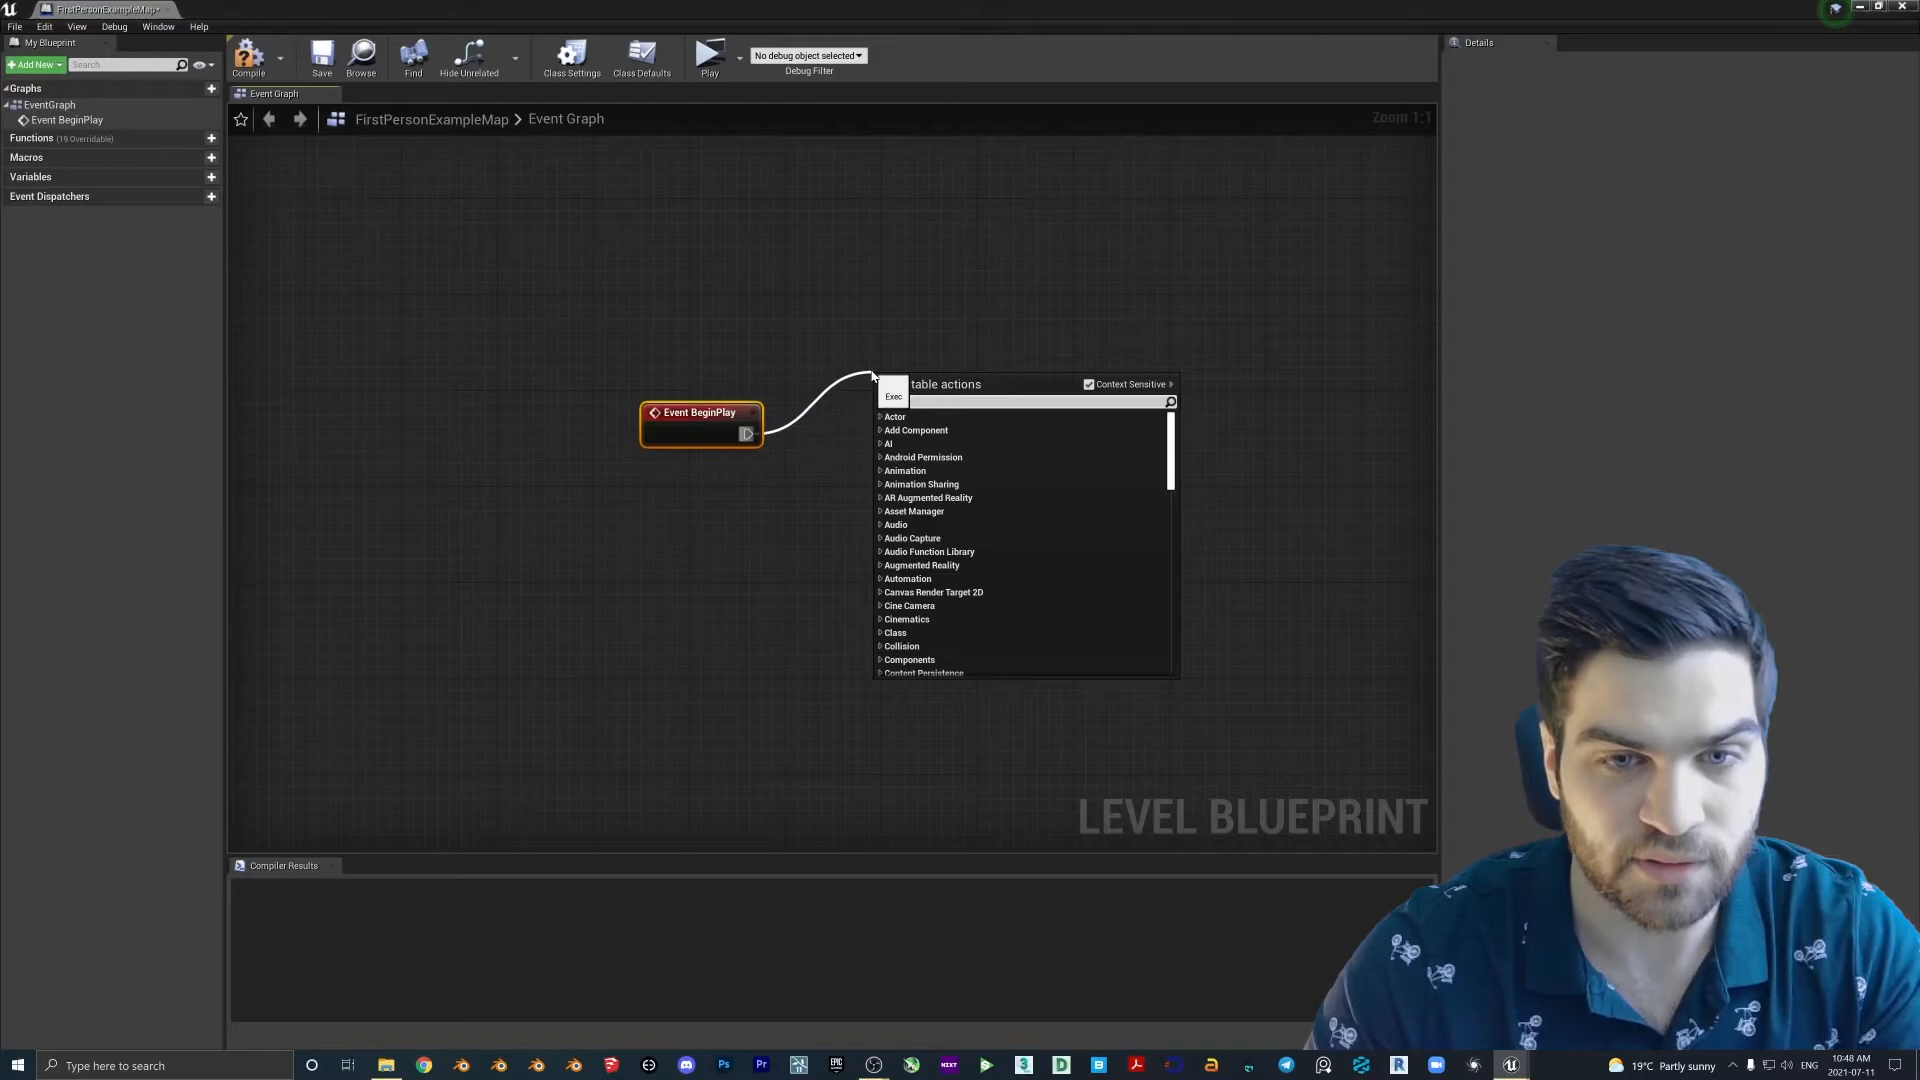 FirstPersonExampleMap•
File Edit View Asset Debug Window Help
My Blueprint
Details
Add New Search
Compile Save Browse Find Hide Unrelated Class Settings Class Defaults Play
No debug object selected
Debug Filter
Graphs
EventGraph
Event BeginPlay
Functions (19 Overridable)
Macros
Variables
Event Dispatchers
Event Graph
FirstPersonExampleMap > Event Graph
Zoom 1:1
Event BeginPlay
Exec
table actions
Context Sensitive
Actor
Add Component
AI
Android Permission
Animation
Animation Sharing
AR Augmented Reality
Asset Manager
Audio
Audio Capture
Audio Function Library
Augmented Reality
Automation
Canvas Render Target 2D
Cine Camera
Cinematics
Class
Collision
Components
Content Persistence
LEVEL BLUEPRINT
Compiler Results
Type here to search
19°C Partly sunny
ENG
10:48 AM
2021-07-11